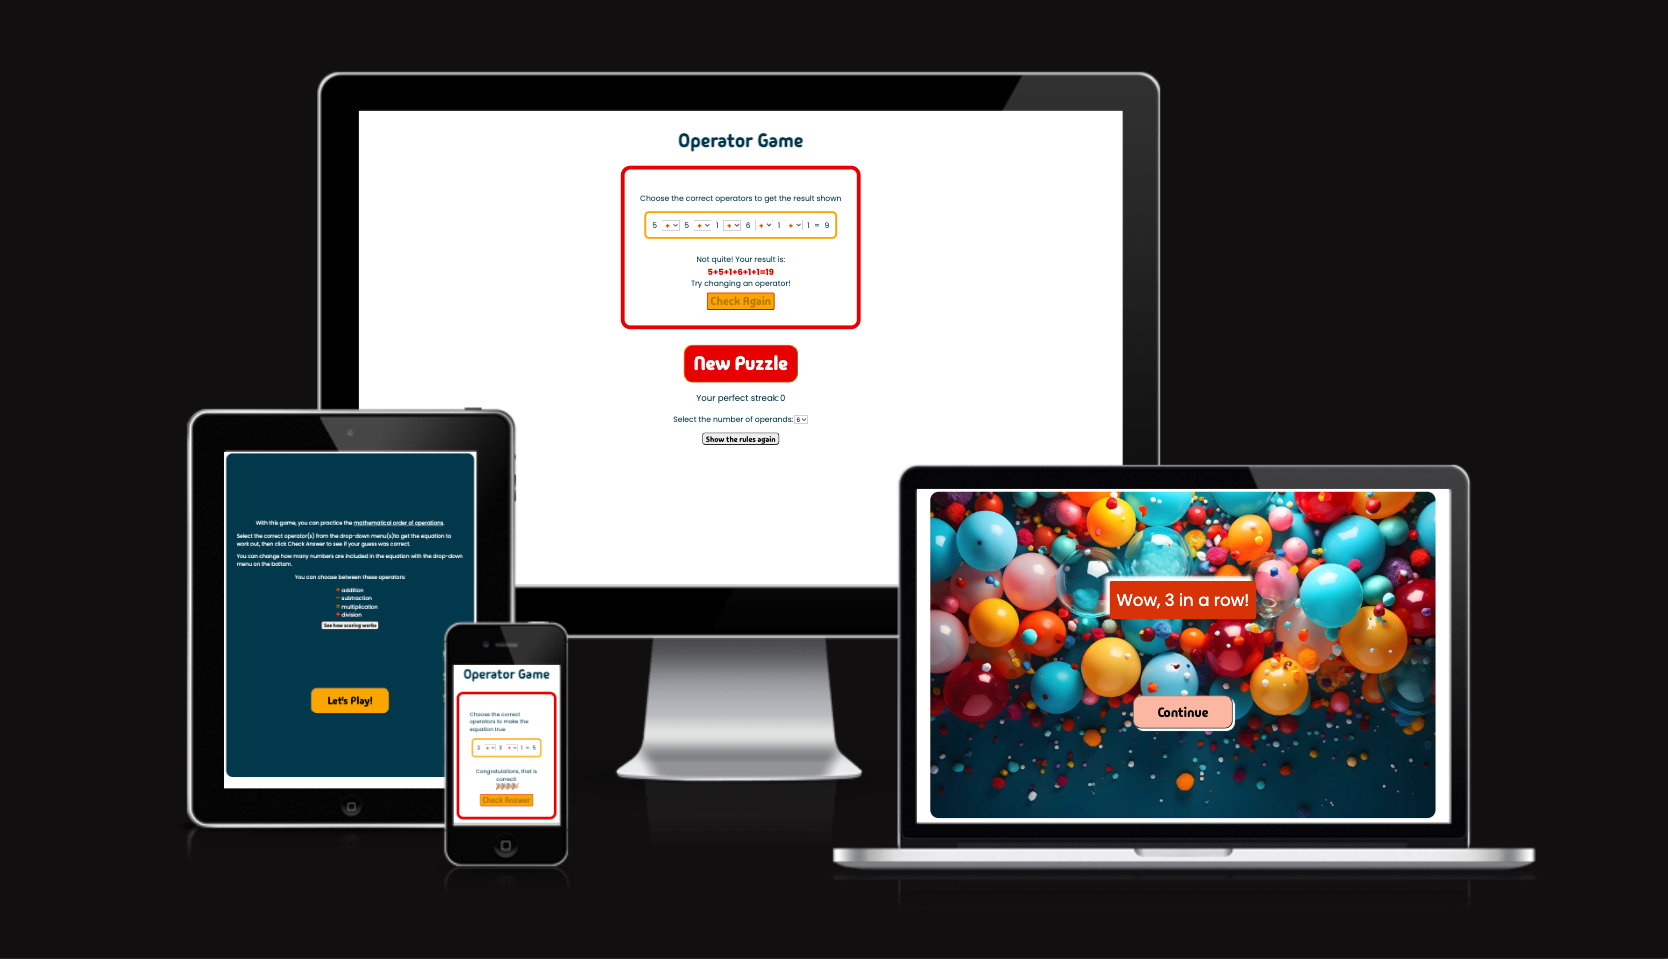 Operator Game
Choose the correct operators to get the result shown
5 + 5 + 1 + 6 + 1 + 1 = 9
Not quite! Your result is:
5+5+1+6+1+1=19
Try changing an operator!
Check Again
New Puzzle
Your perfect streak: 0
Select the number of operands: 6
Show the rules again
With this game, you can practice the mathematical order of operations.
Select the correct operator(s) from the drop-down menu(s)to get the equation to
work out, then click Check Answer to see if your guess was correct.
You can change how many numbers are included in the equation with the drop-down
menu on the bottom.
You can choose between these operators:
+ addition
- subtraction
× multiplication
÷ division
See how scoring works
Let's Play!
Operator Game
Choose the correct
operators to make the
equation true
2 + 3 ÷ 1 = 5
Congratulations, that is
correct!
Check Answer
Wow, 3 in a row!
Continue